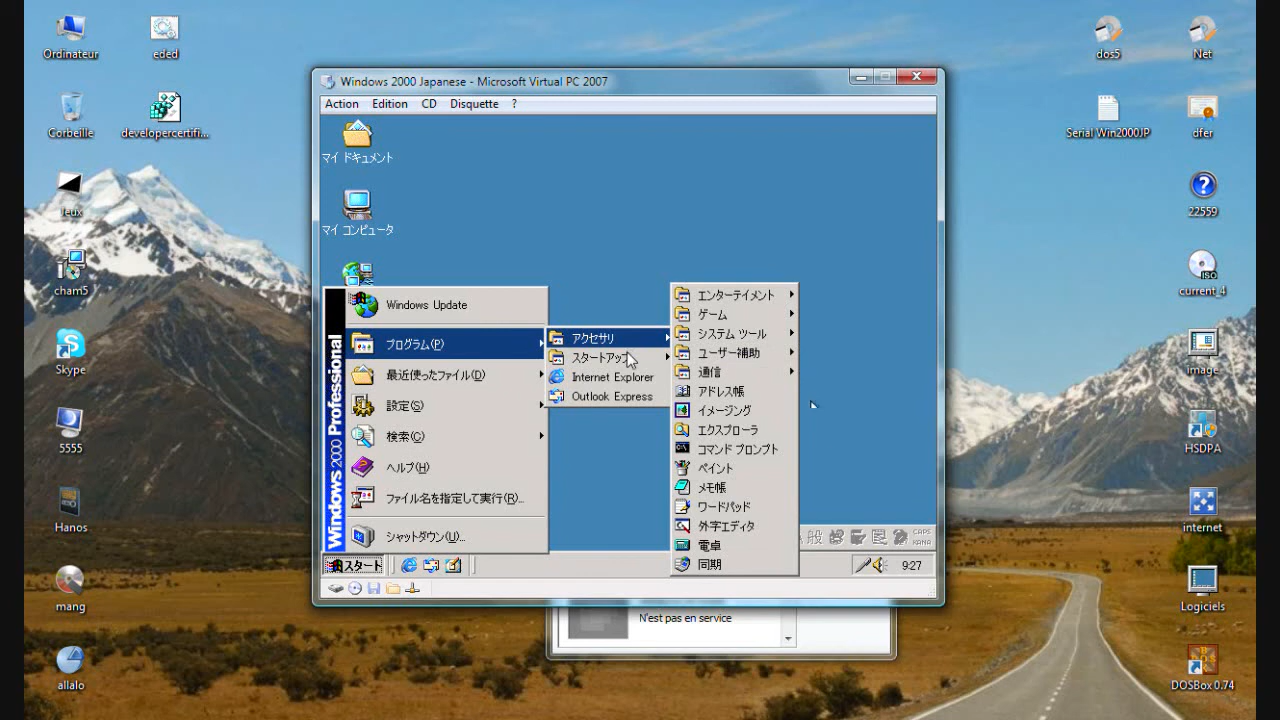 Ordinateur
eded
Corbeille
developercertifi...
Jeux
cham5
Skype
5555
Hanos
mang
allalo
Windows 2000 Japanese - Microsoft Virtual PC 2007
Action Edition CD Disquette ?
マイ ドキュメント
マイ コンピュータ
Windows 2000 Professional
Windows Update
プログラム(P)
最近使ったファイル(D)
設定(S)
検索(C)
ヘルプ(H)
ファイル名を指定して実行(R)...
シャットダウン(U)...
アクセサリ
スタートアップ
Internet Explorer
Outlook Express
エンターテイメント
ゲーム
システム ツール
ユーザー補助
通信
アドレス帳
イメージング
エクスプローラ
コマンド プロンプト
ペイント
メモ帳
ワードパッド
外字エディタ
電卓
同期
般
CAPS
KANA
スタート
9:27
N'est pas en service
dos5
Net
Serial Win2000JP
dfer
22559
ISO
current_4
image
HSDPA
internet
Logiciels
DOSBox 0.74